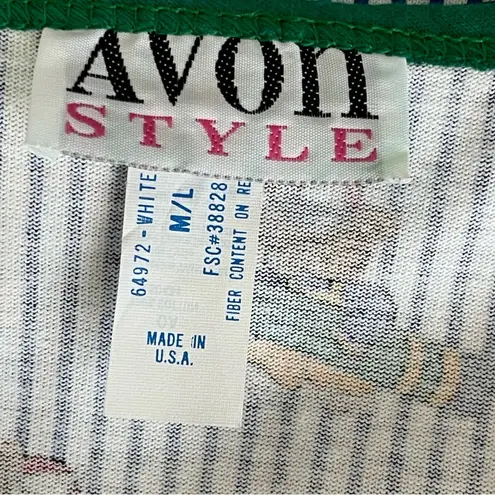 Avon
STYLE
64972-WHITE
M/L
FSC#38828
FIBER CONTENT ON RE
MADE IN
U.S.A.